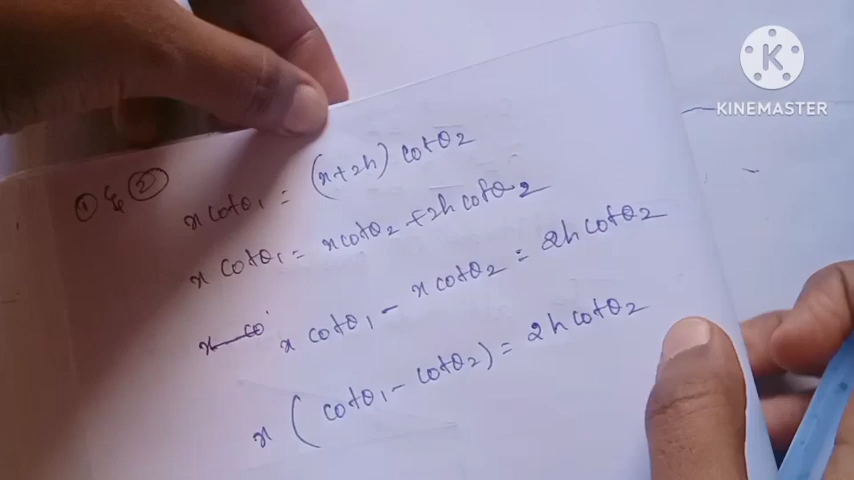 ① & ②
x cotθ₁ = (x+2h) cotθ₂
x cotθ₁ = x cotθ₂ + 2h cotθ₂
x cotθ₁ - x cotθ₂ = 2h cotθ₂
x (cotθ₁ - cotθ₂) = 2h cotθ₂
K
KINEMASTER